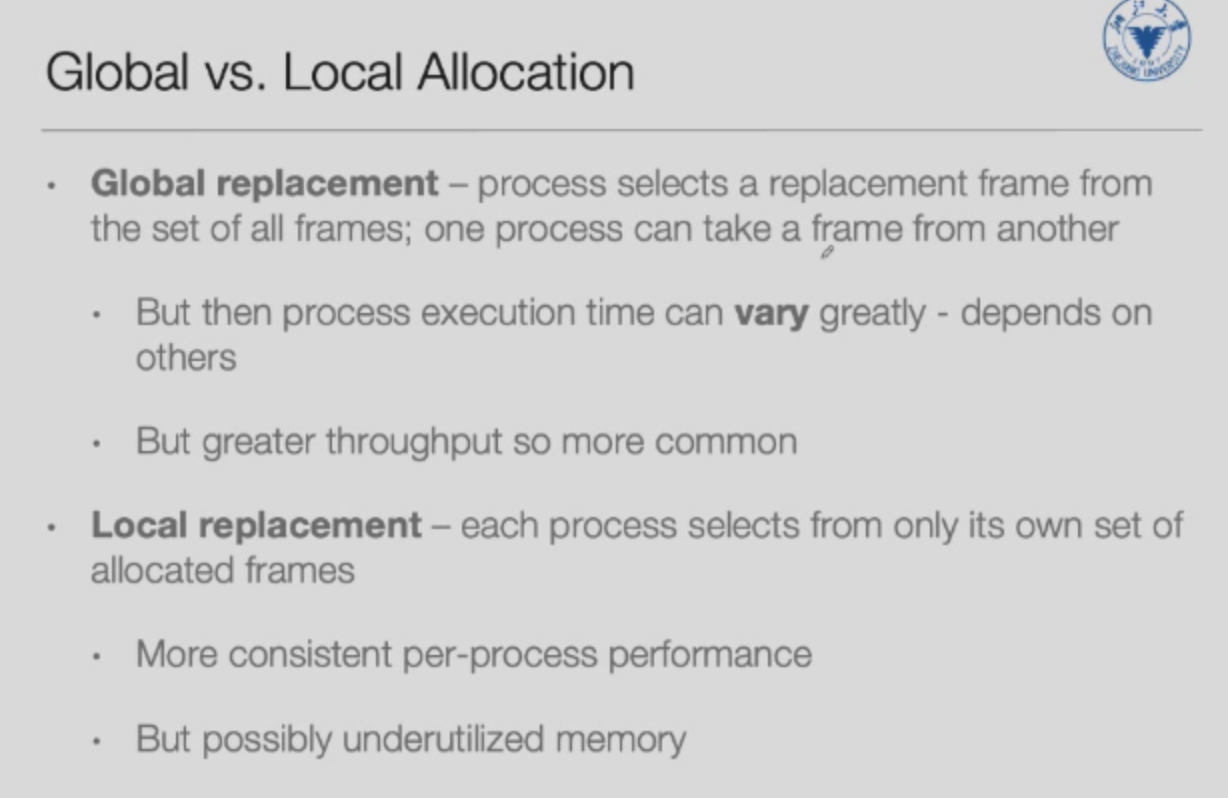 Global vs. Local Allocation
ZHEJIANG UNIVERSITY
• Global replacement – process selects a replacement frame from
the set of all frames; one process can take a frame from another
• But then process execution time can vary greatly - depends on
others
• But greater throughput so more common
• Local replacement – each process selects from only its own set of
allocated frames
• More consistent per-process performance
• But possibly underutilized memory